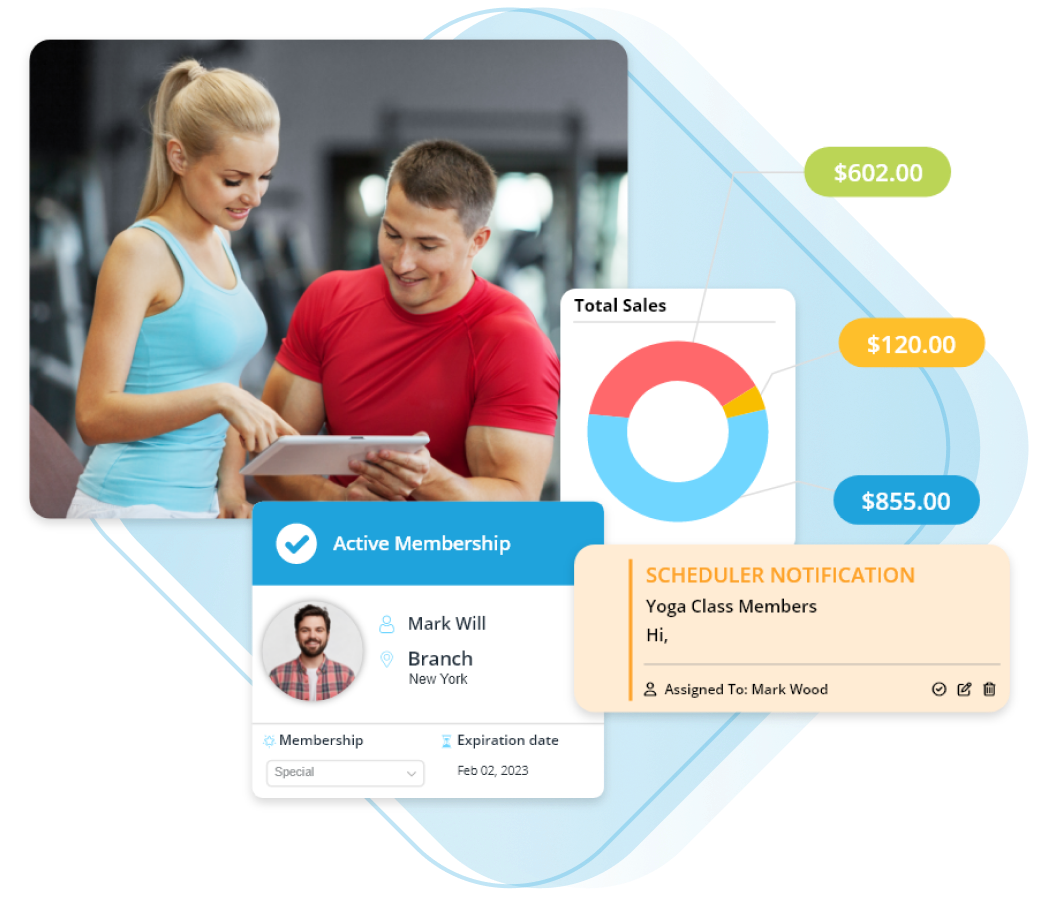 $602.00
Total Sales
$120.00
$855.00
Active Membership
Mark Will
Branch
New York
Membership
Expiration date
Special
Feb 02, 2023
SCHEDULER NOTIFICATION
Yoga Class Members
Hi,
Assigned To: Mark Wood